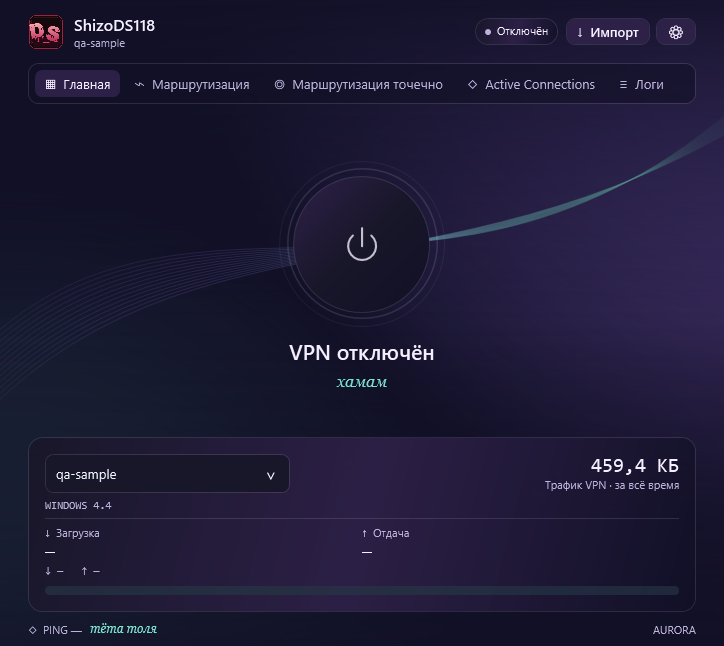 DS
ShizoDS118
qa-sample
Отключён
↓ Импорт
Главная
Маршрутизация
Маршрутизация точечно
Active Connections
Логи
VPN отключён
хамам
qa-sample
459,4 КБ
Трафик VPN · за всё время
WINDOWS 4.4
↓ Загрузка
↑ Отдача
—
—
↓ — ↑ —
PING — тётя толя
AURORA